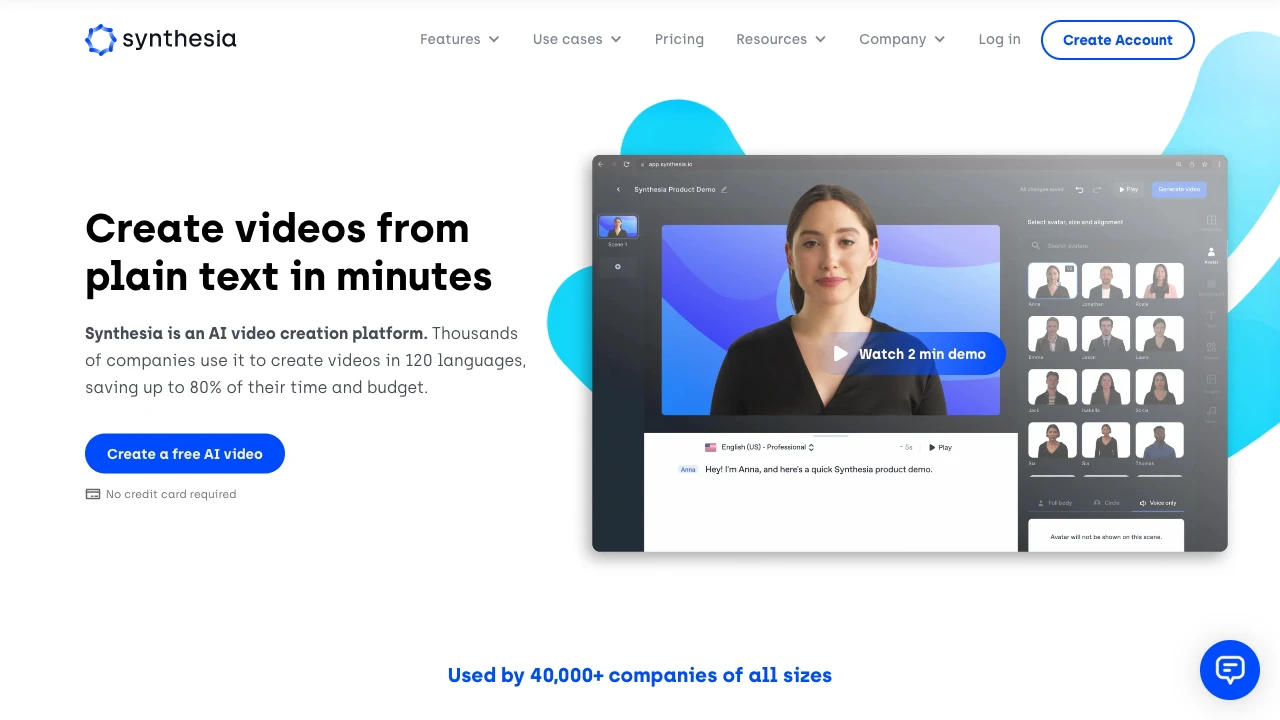 synthesia
Features
Use cases
Pricing
Resources
Company
Log in
Create Account
Create videos from
plain text in minutes
Synthesia is an AI video creation platform. Thousands
of companies use it to create videos in 120 languages,
saving up to 80% of their time and budget.
Create a free AI video
No credit card required
app.synthesia.io
Synthesia Product Demo
All changes saved
Play
Generate video
Scene 1
Select avatar, size and alignment
Search avatars
Anna
Jonathan
Emma
Jason
Laura
Jack
Isabella
Sonia
Sia
Sia
Thomas
Avatar
Text
Watch 2 min demo
English (US) - Professional
~ 5s
Play
Anna
Hey! I'm Anna, and here's a quick Synthesia product demo.
Full body
Circle
Voice only
Avatar will not be shown on this scene.
Used by 40,000+ companies of all sizes